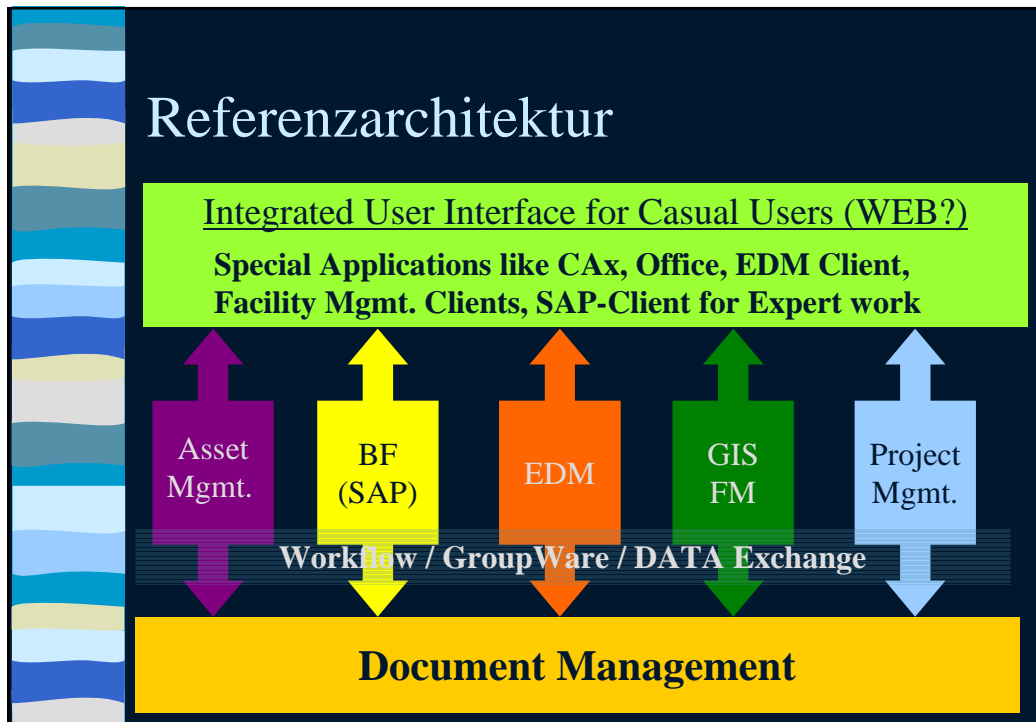 Referenzarchitektur
Integrated User Interface for Casual Users (WEB?)
Special Applications like CAx, Office, EDM Client,
Facility Mgmt. Clients, SAP-Client for Expert work
Asset
Mgmt.
BF
(SAP)
EDM
GIS
FM
Project
Mgmt.
Workflow / GroupWare / DATA Exchange
Document Management